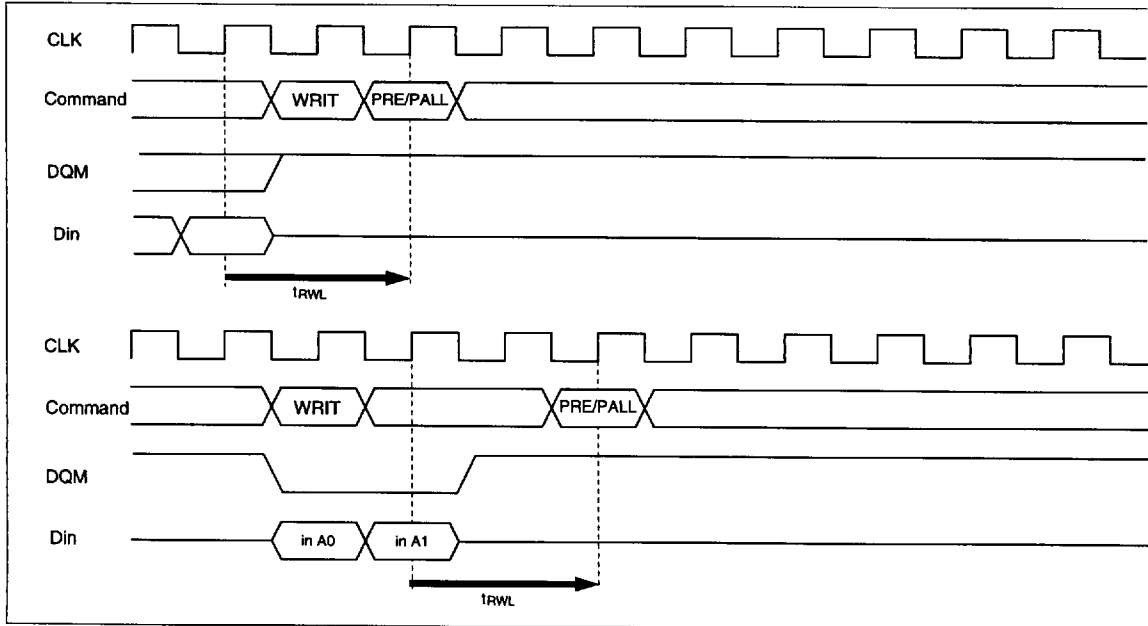 CLK
Command WRIT PRE/PALL
DQM
Din
tRWL
CLK
Command WRIT PRE/PALL
DQM
Din in A0 in A1
tRWL